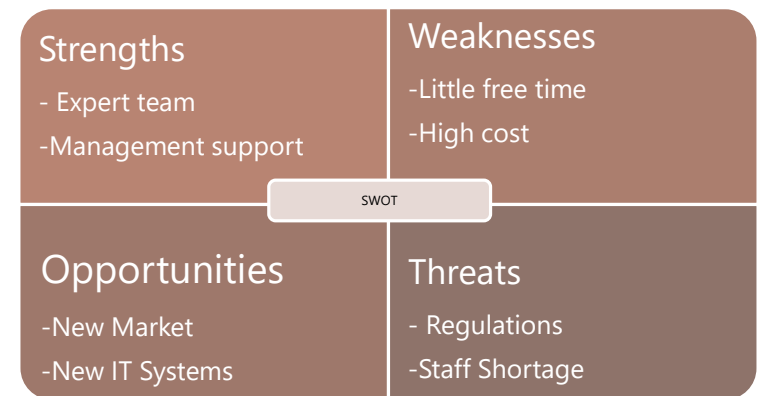 Strengths
- Expert team
-Management support
Weaknesses
-Little free time
-High cost
SWOT
Opportunities
-New Market
-New IT Systems
Threats
- Regulations
-Staff Shortage